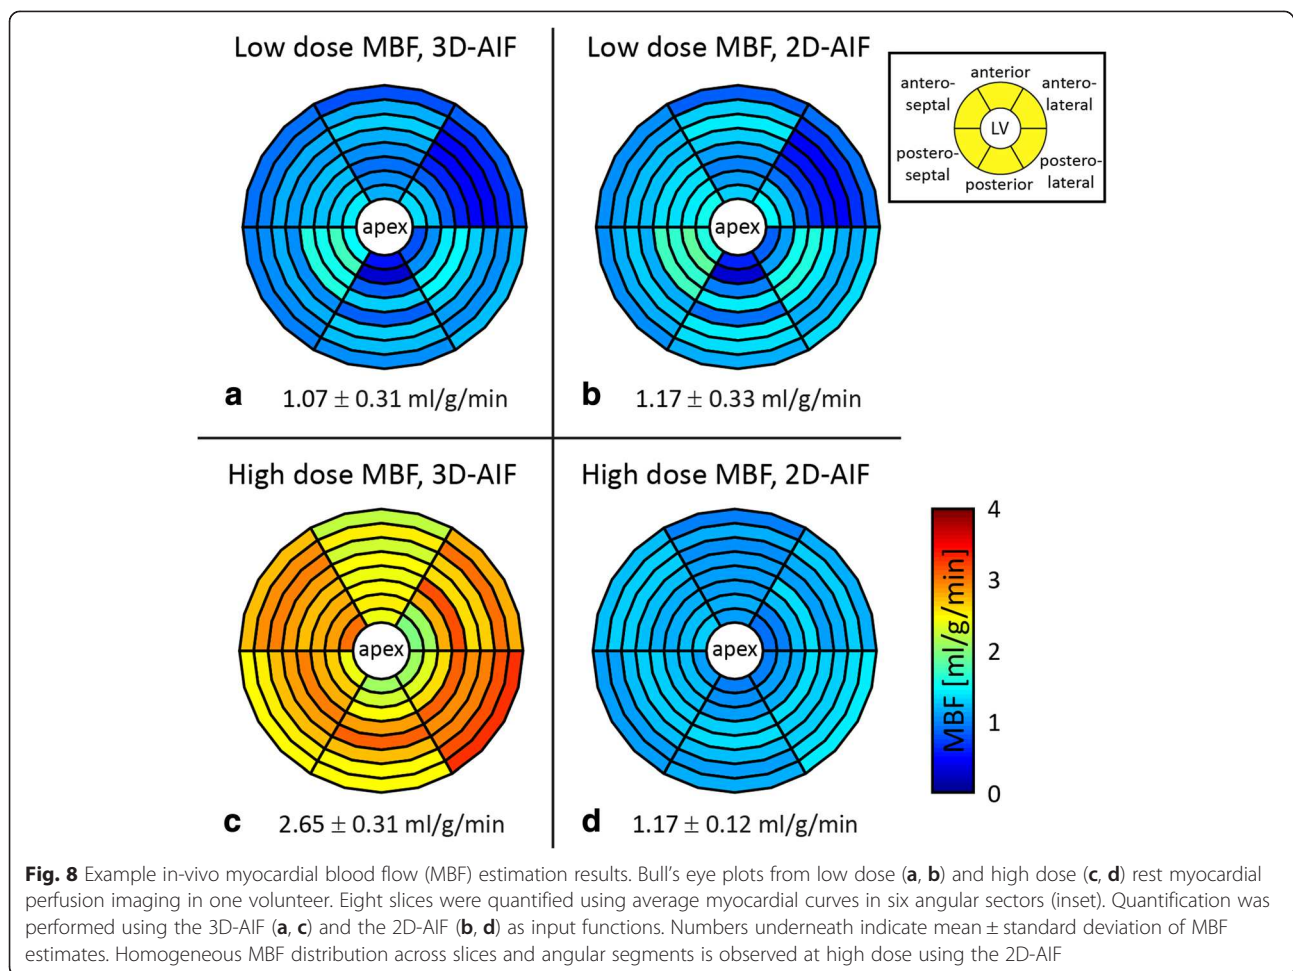 Low dose MBF, 3D-AIF
Low dose MBF, 2D-AIF
antero-
septal
anterior
antero-
lateral
LV
postero-
septal
posterior
postero-
lateral
apex
apex
a 1.07 ± 0.31 ml/g/min
b 1.17 ± 0.33 ml/g/min
High dose MBF, 3D-AIF
High dose MBF, 2D-AIF
apex
apex
MBF [ml/g/min]
4
3
2
1
0
c 2.65 ± 0.31 ml/g/min
d 1.17 ± 0.12 ml/g/min
Fig. 8 Example in-vivo myocardial blood flow (MBF) estimation results. Bull's eye plots from low dose (a, b) and high dose (c, d) rest myocardial
perfusion imaging in one volunteer. Eight slices were quantified using average myocardial curves in six angular sectors (inset). Quantification was
performed using the 3D-AIF (a, c) and the 2D-AIF (b, d) as input functions. Numbers underneath indicate mean ± standard deviation of MBF
estimates. Homogeneous MBF distribution across slices and angular segments is observed at high dose using the 2D-AIF